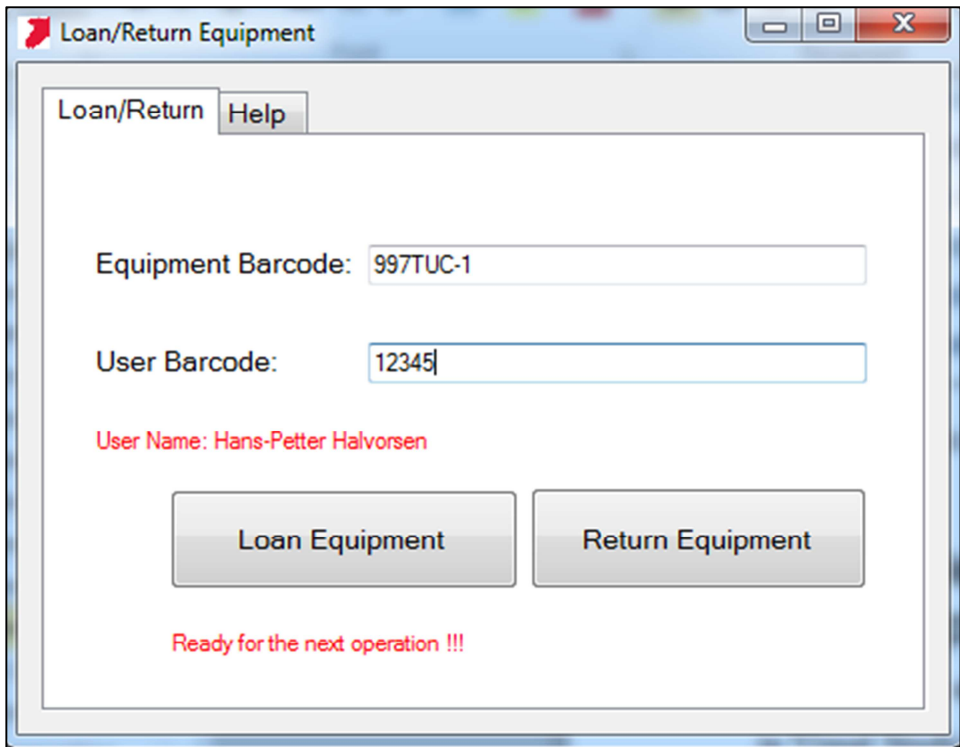 Loan/Return Equipment
Loan/Return Help
Equipment Barcode: 997TUC-1
User Barcode: 12345
User Name: Hans-Petter Halvorsen
Loan Equipment Return Equipment
Ready for the next operation !!!